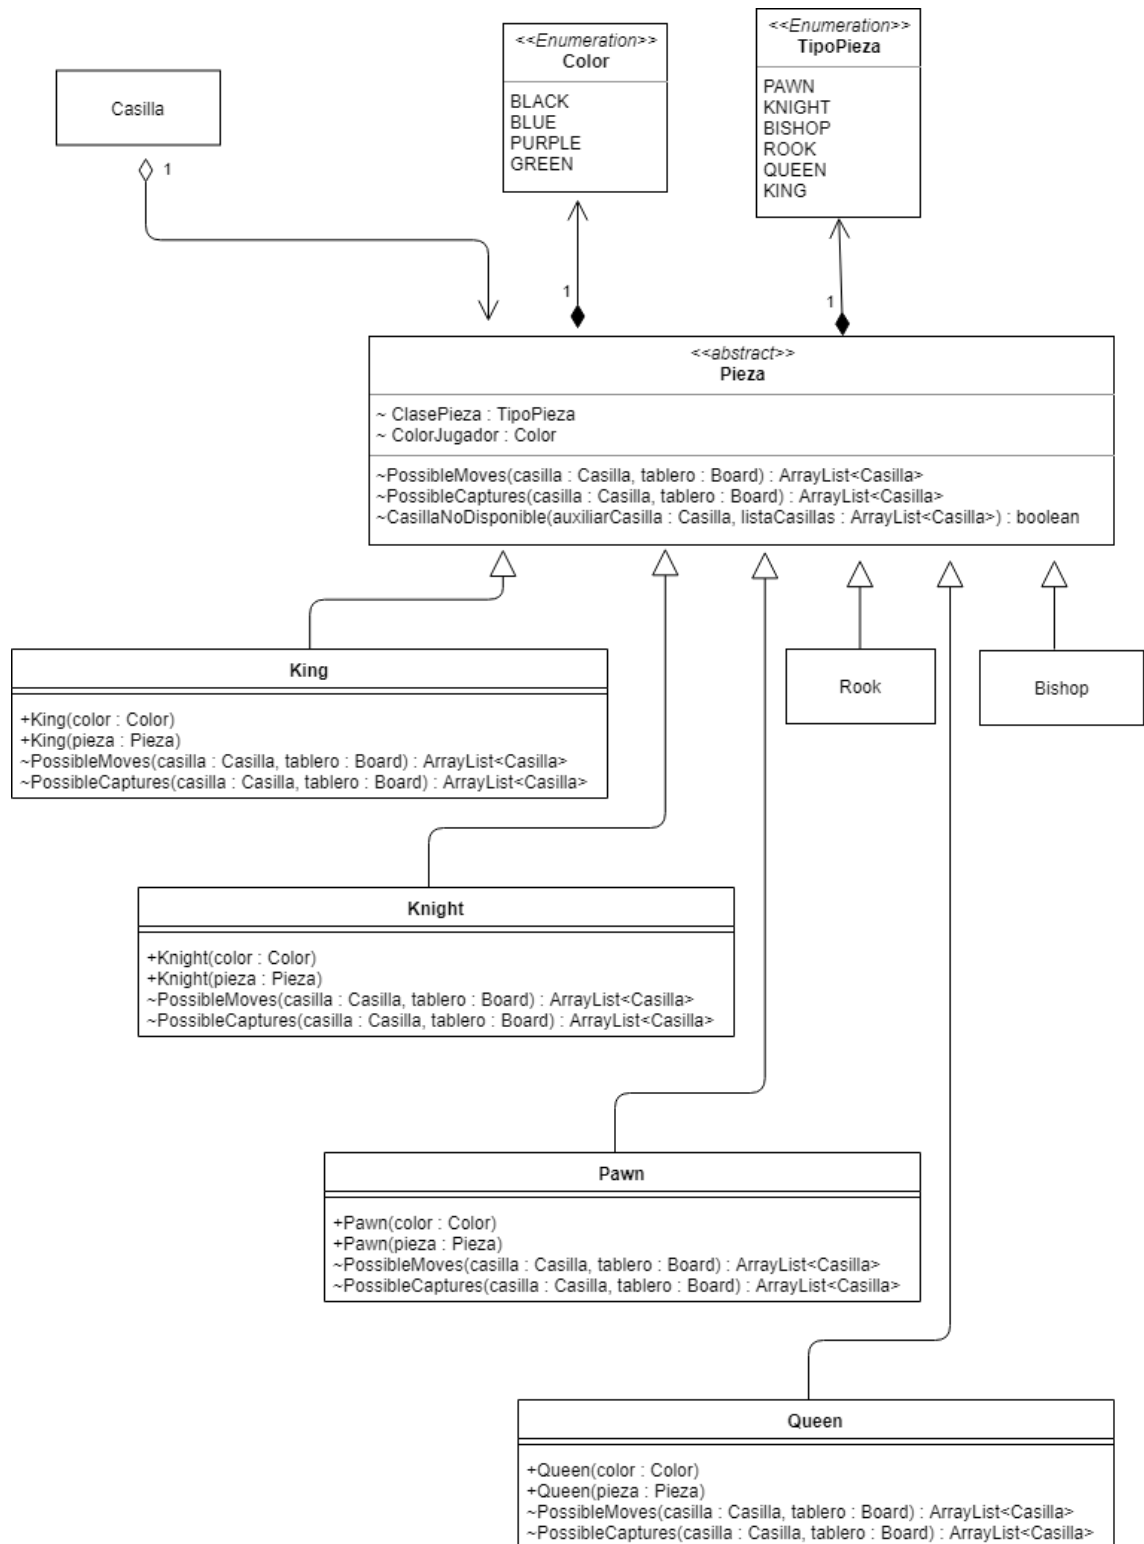 <<Enumeration>>
Color
BLACK
BLUE
PURPLE
GREEN
<<Enumeration>>
TipoPieza
PAWN
KNIGHT
BISHOP
ROOK
QUEEN
KING
Casilla
1
1
1
<<abstract>>
Pieza
~ ClasePieza : TipoPieza
~ ColorJugador : Color
~PossibleMoves(casilla : Casilla, tablero : Board) : ArrayList<Casilla>
~PossibleCaptures(casilla : Casilla, tablero : Board) : ArrayList<Casilla>
~CasillaNoDisponible(auxiliarCasilla : Casilla, listaCasillas : ArrayList<Casilla>) : boolean
King
+King(color : Color)
+King(pieza : Pieza)
~PossibleMoves(casilla : Casilla, tablero : Board) : ArrayList<Casilla>
~PossibleCaptures(casilla : Casilla, tablero : Board) : ArrayList<Casilla>
Rook
Bishop
Knight
+Knight(color : Color)
+Knight(pieza : Pieza)
~PossibleMoves(casilla : Casilla, tablero : Board) : ArrayList<Casilla>
~PossibleCaptures(casilla : Casilla, tablero : Board) : ArrayList<Casilla>
Pawn
+Pawn(color : Color)
+Pawn(pieza : Pieza)
~PossibleMoves(casilla : Casilla, tablero : Board) : ArrayList<Casilla>
~PossibleCaptures(casilla : Casilla, tablero : Board) : ArrayList<Casilla>
Queen
+Queen(color : Color)
+Queen(pieza : Pieza)
~PossibleMoves(casilla : Casilla, tablero : Board) : ArrayList<Casilla>
~PossibleCaptures(casilla : Casilla, tablero : Board) : ArrayList<Casilla>